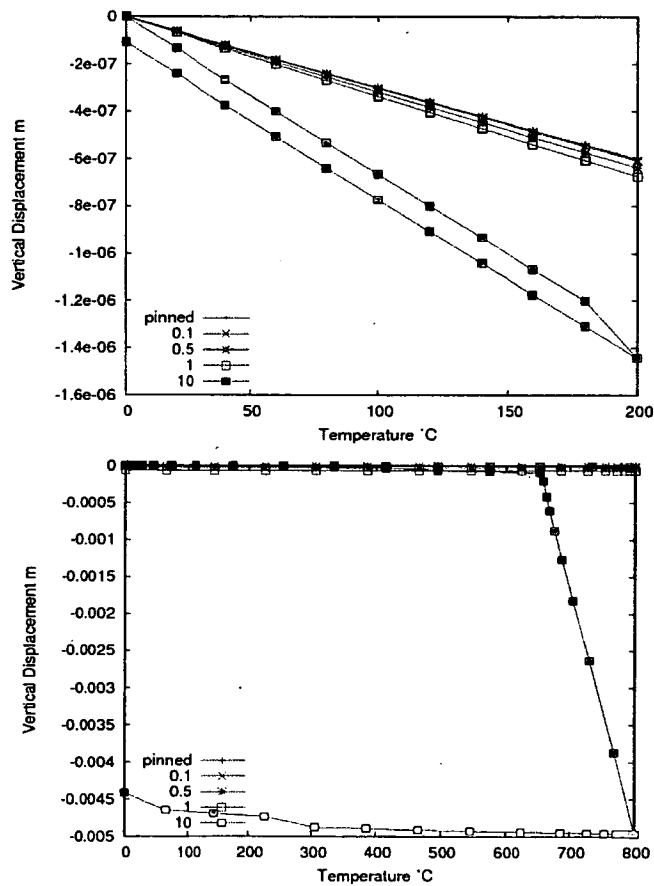 0
-2e-07
-4e-07
-6e-07
-8e-07
-1e-06
-1.2e-06
-1.4e-06
-1.6e-06
Vertical Displacement m
pinned
0.1
0.5
1
10
0 50 100 150 200
Temperature °C
0
-0.0005
-0.001
-0.0015
-0.002
-0.0025
-0.003
-0.0035
-0.004
-0.0045
-0.005
Vertical Displacement m
pinned
0.1
0.5
1
10
0 100 200 300 400 500 600 700 800
Temperature °C